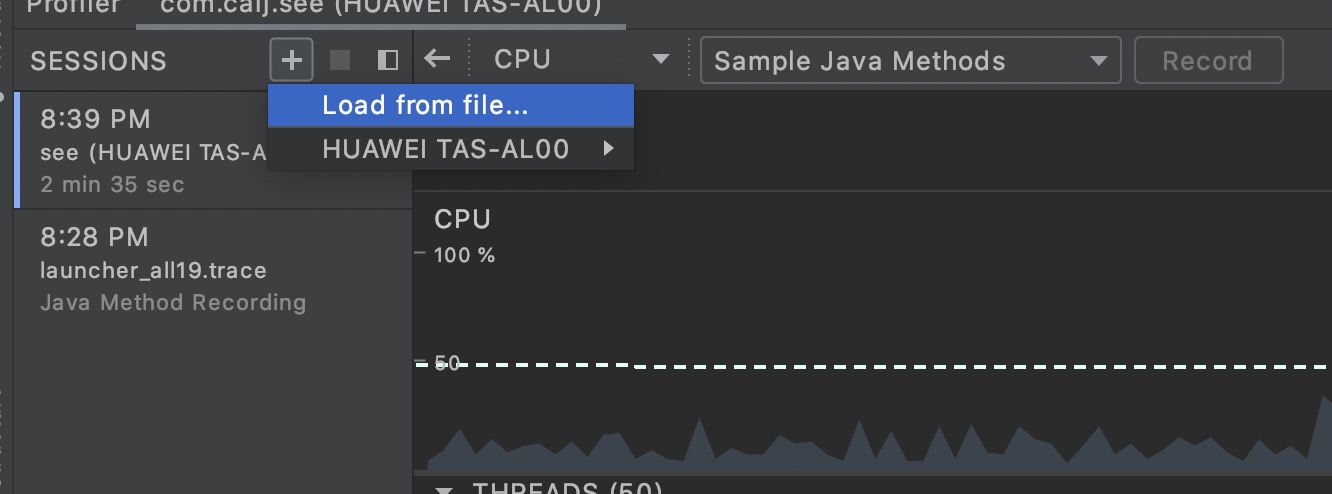 Profiler com.caij.see (HUAWEI TAS-AL00)
SESSIONS
CPU
Sample Java Methods
Record
Load from file...
HUAWEI TAS-AL00
8:39 PM
see (HUAWEI TAS-A
2 min 35 sec
8:28 PM
launcher_all19.trace
Java Method Recording
CPU
100 %
50
THREADS (50)